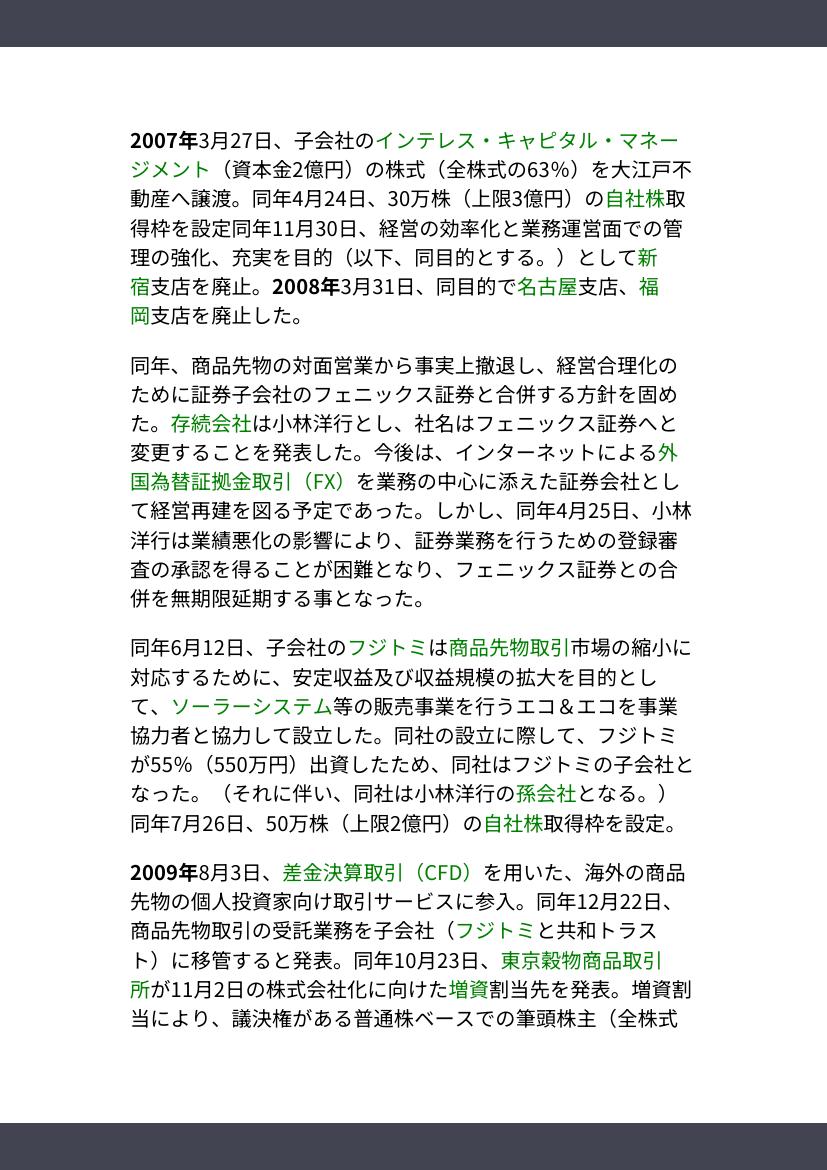 2007年3月27日、子会社のインテレス・キャピタル・マネー
ジメント（資本金2億円）の株式（全株式の63%）を大江戸不
動産へ譲渡。同年4月24日、30万株（上限3億円）の自社株取
得枠を設定同年11月30日、経営の効率化と業務運営面での管
理の強化、充実を目的（以下、同目的とする。）として新
宿支店を廃止。2008年3月31日、同目的で名古屋支店、福
岡支店を廃止した。
同年、商品先物の対面営業から事実上撤退し、経営合理化の
ために証券子会社のフェニックス証券と合併する方針を固め
た。存続会社は小林洋行とし、社名はフェニックス証券へと
変更することを発表した。今後は、インターネットによる外
国為替証拠金取引（FX）を業務の中心に添えた証券会社とし
て経営再建を図る予定であった。しかし、同年4月25日、小林
洋行は業績悪化の影響により、証券業務を行うための登録審
査の承認を得ることが困難となり、フェニックス証券との合
併を無期限延期する事となった。
同年6月12日、子会社のフジトミは商品先物取引市場の縮小に
対応するために、安定収益及び収益規模の拡大を目的とし
て、ソーラーシステム等の販売事業を行うエコ＆エコを事業
協力者と協力して設立した。同社の設立に際して、フジトミ
が55%（550万円）出資したため、同社はフジトミの子会社と
なった。（それに伴い、同社は小林洋行の孫会社となる。）
同年7月26日、50万株（上限2億円）の自社株取得枠を設定。
2009年8月3日、差金決算取引（CFD）を用いた、海外の商品
先物の個人投資家向け取引サービスに参入。同年12月22日、
商品先物取引の受託業務を子会社（フジトミと共和トラス
ト）に移管すると発表。同年10月23日、東京穀物商品取引
所が11月2日の株式会社化に向けた増資割当先を発表。増資割
当により、議決権がある普通株ベースでの筆頭株主（全株式